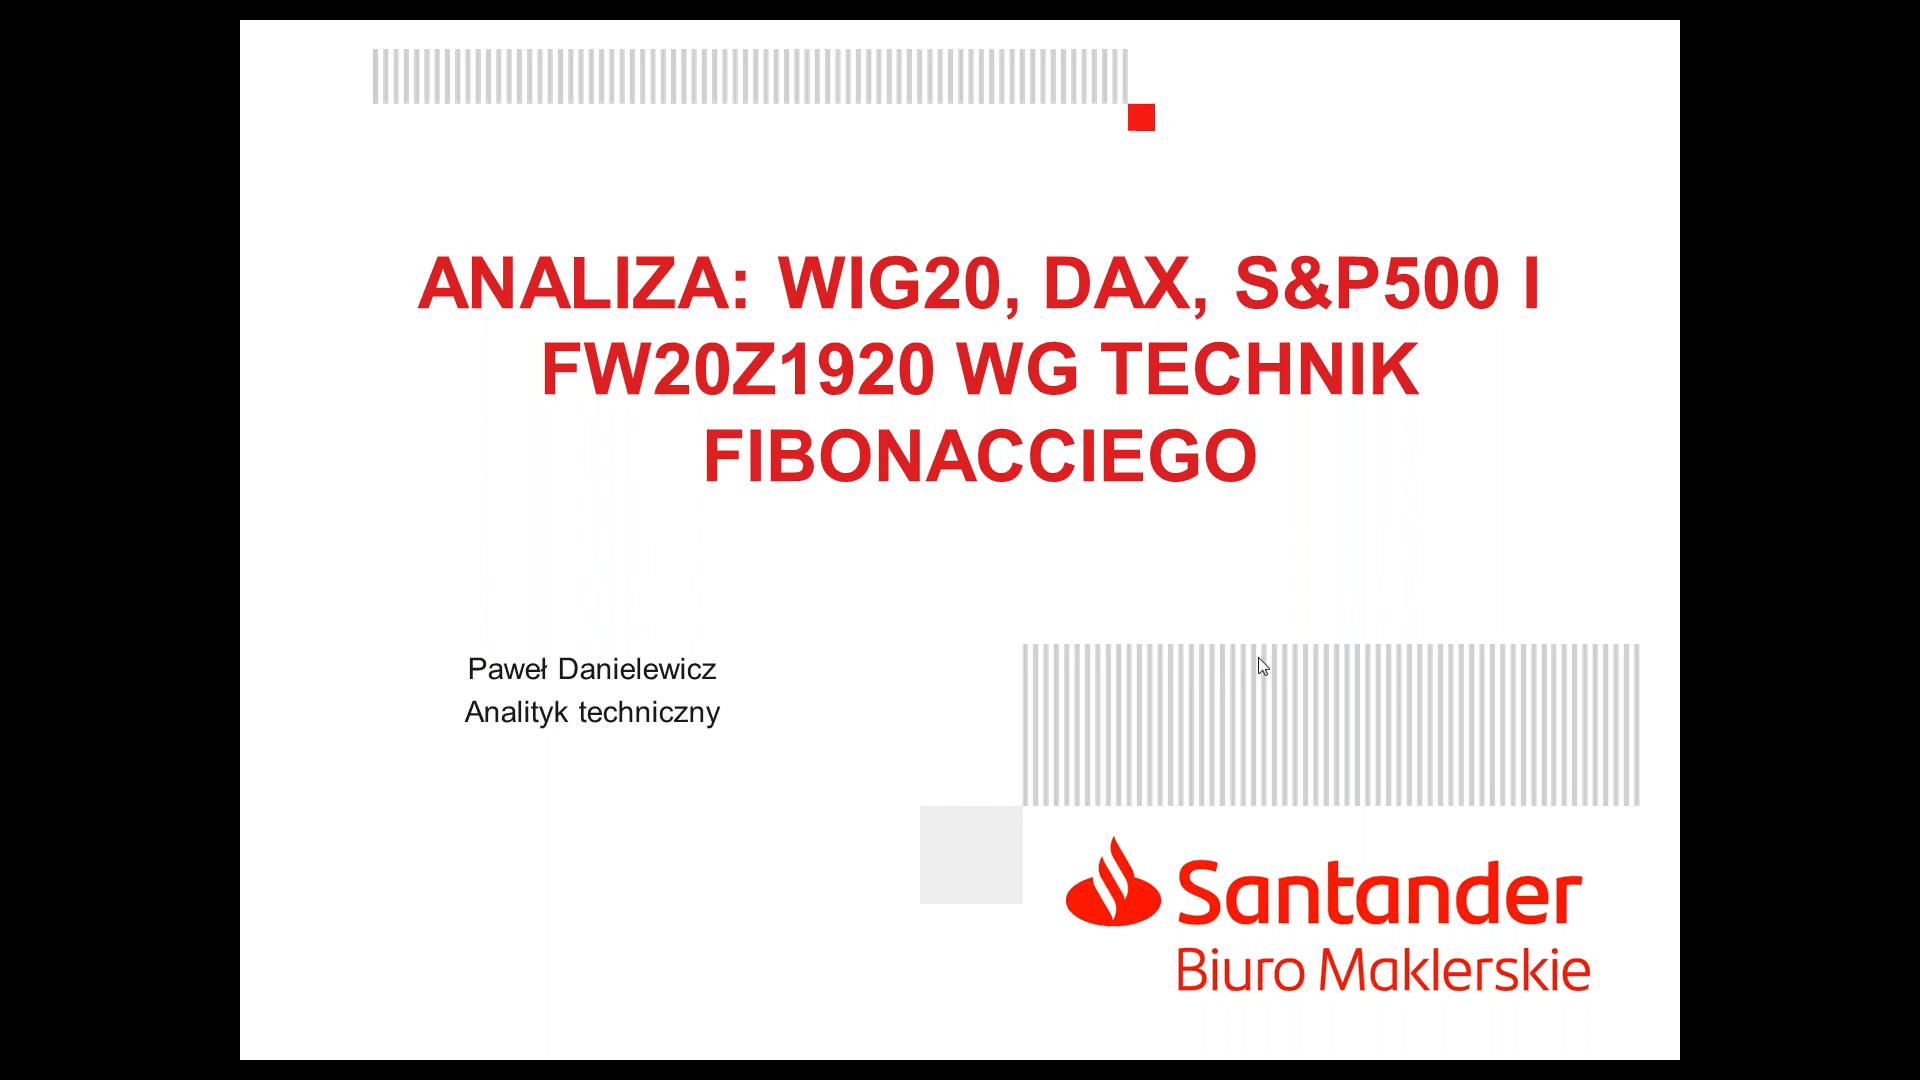 ANALIZA: WIG20, DAX, S&P500 I
FW20Z1920 WG TECHNIK
FIBONACCIEGO
Paweł Danielewicz
Analityk techniczny
Santander
Biuro Maklerskie